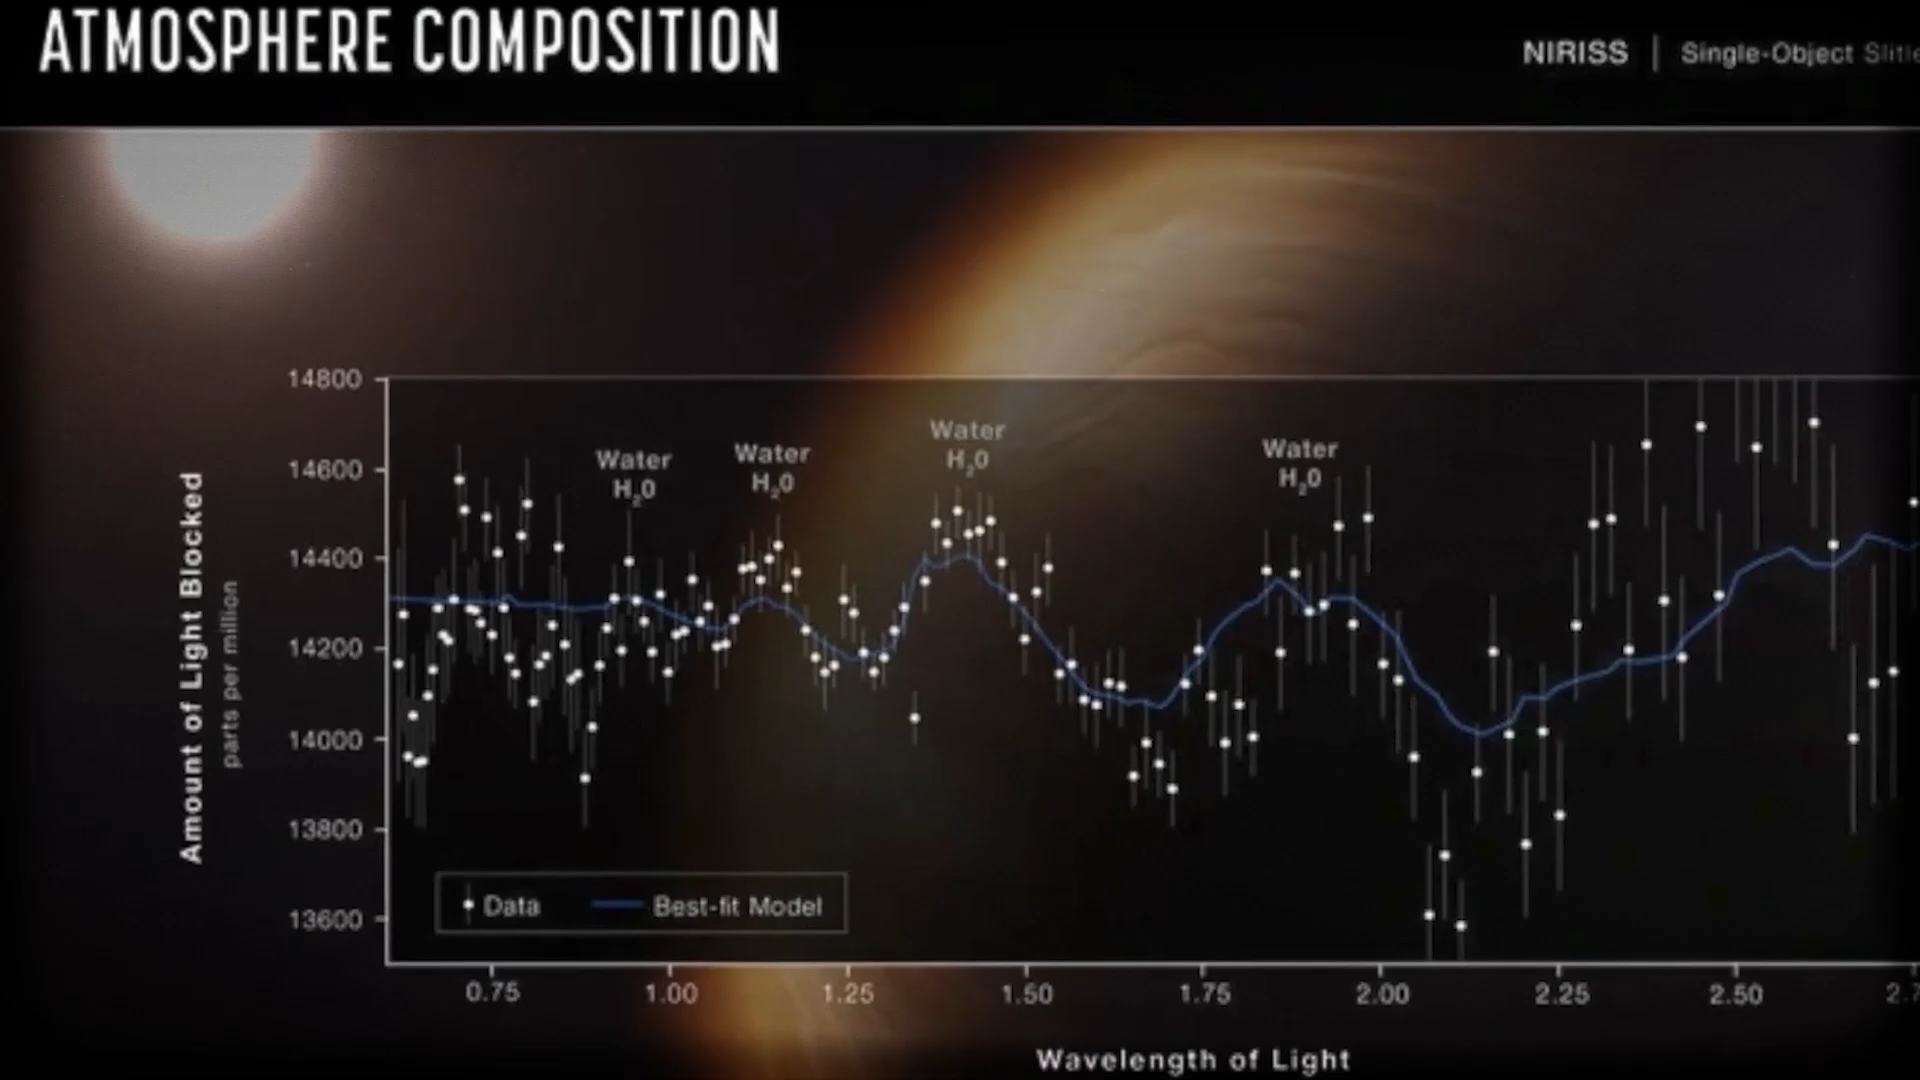 ATMOSPHERE COMPOSITION
NIRISS | Single-Object
14800
14600
14400
14200
14000
13800
13600
Amount of Light Blocked
parts per million
Water
H₂0
Water
H₂0
Water
H₂0
Water
H₂0
Data
Best-fit Model
0.75
1.00
1.25
1.50
1.75
2.00
2.25
2.50
Wavelength of Light